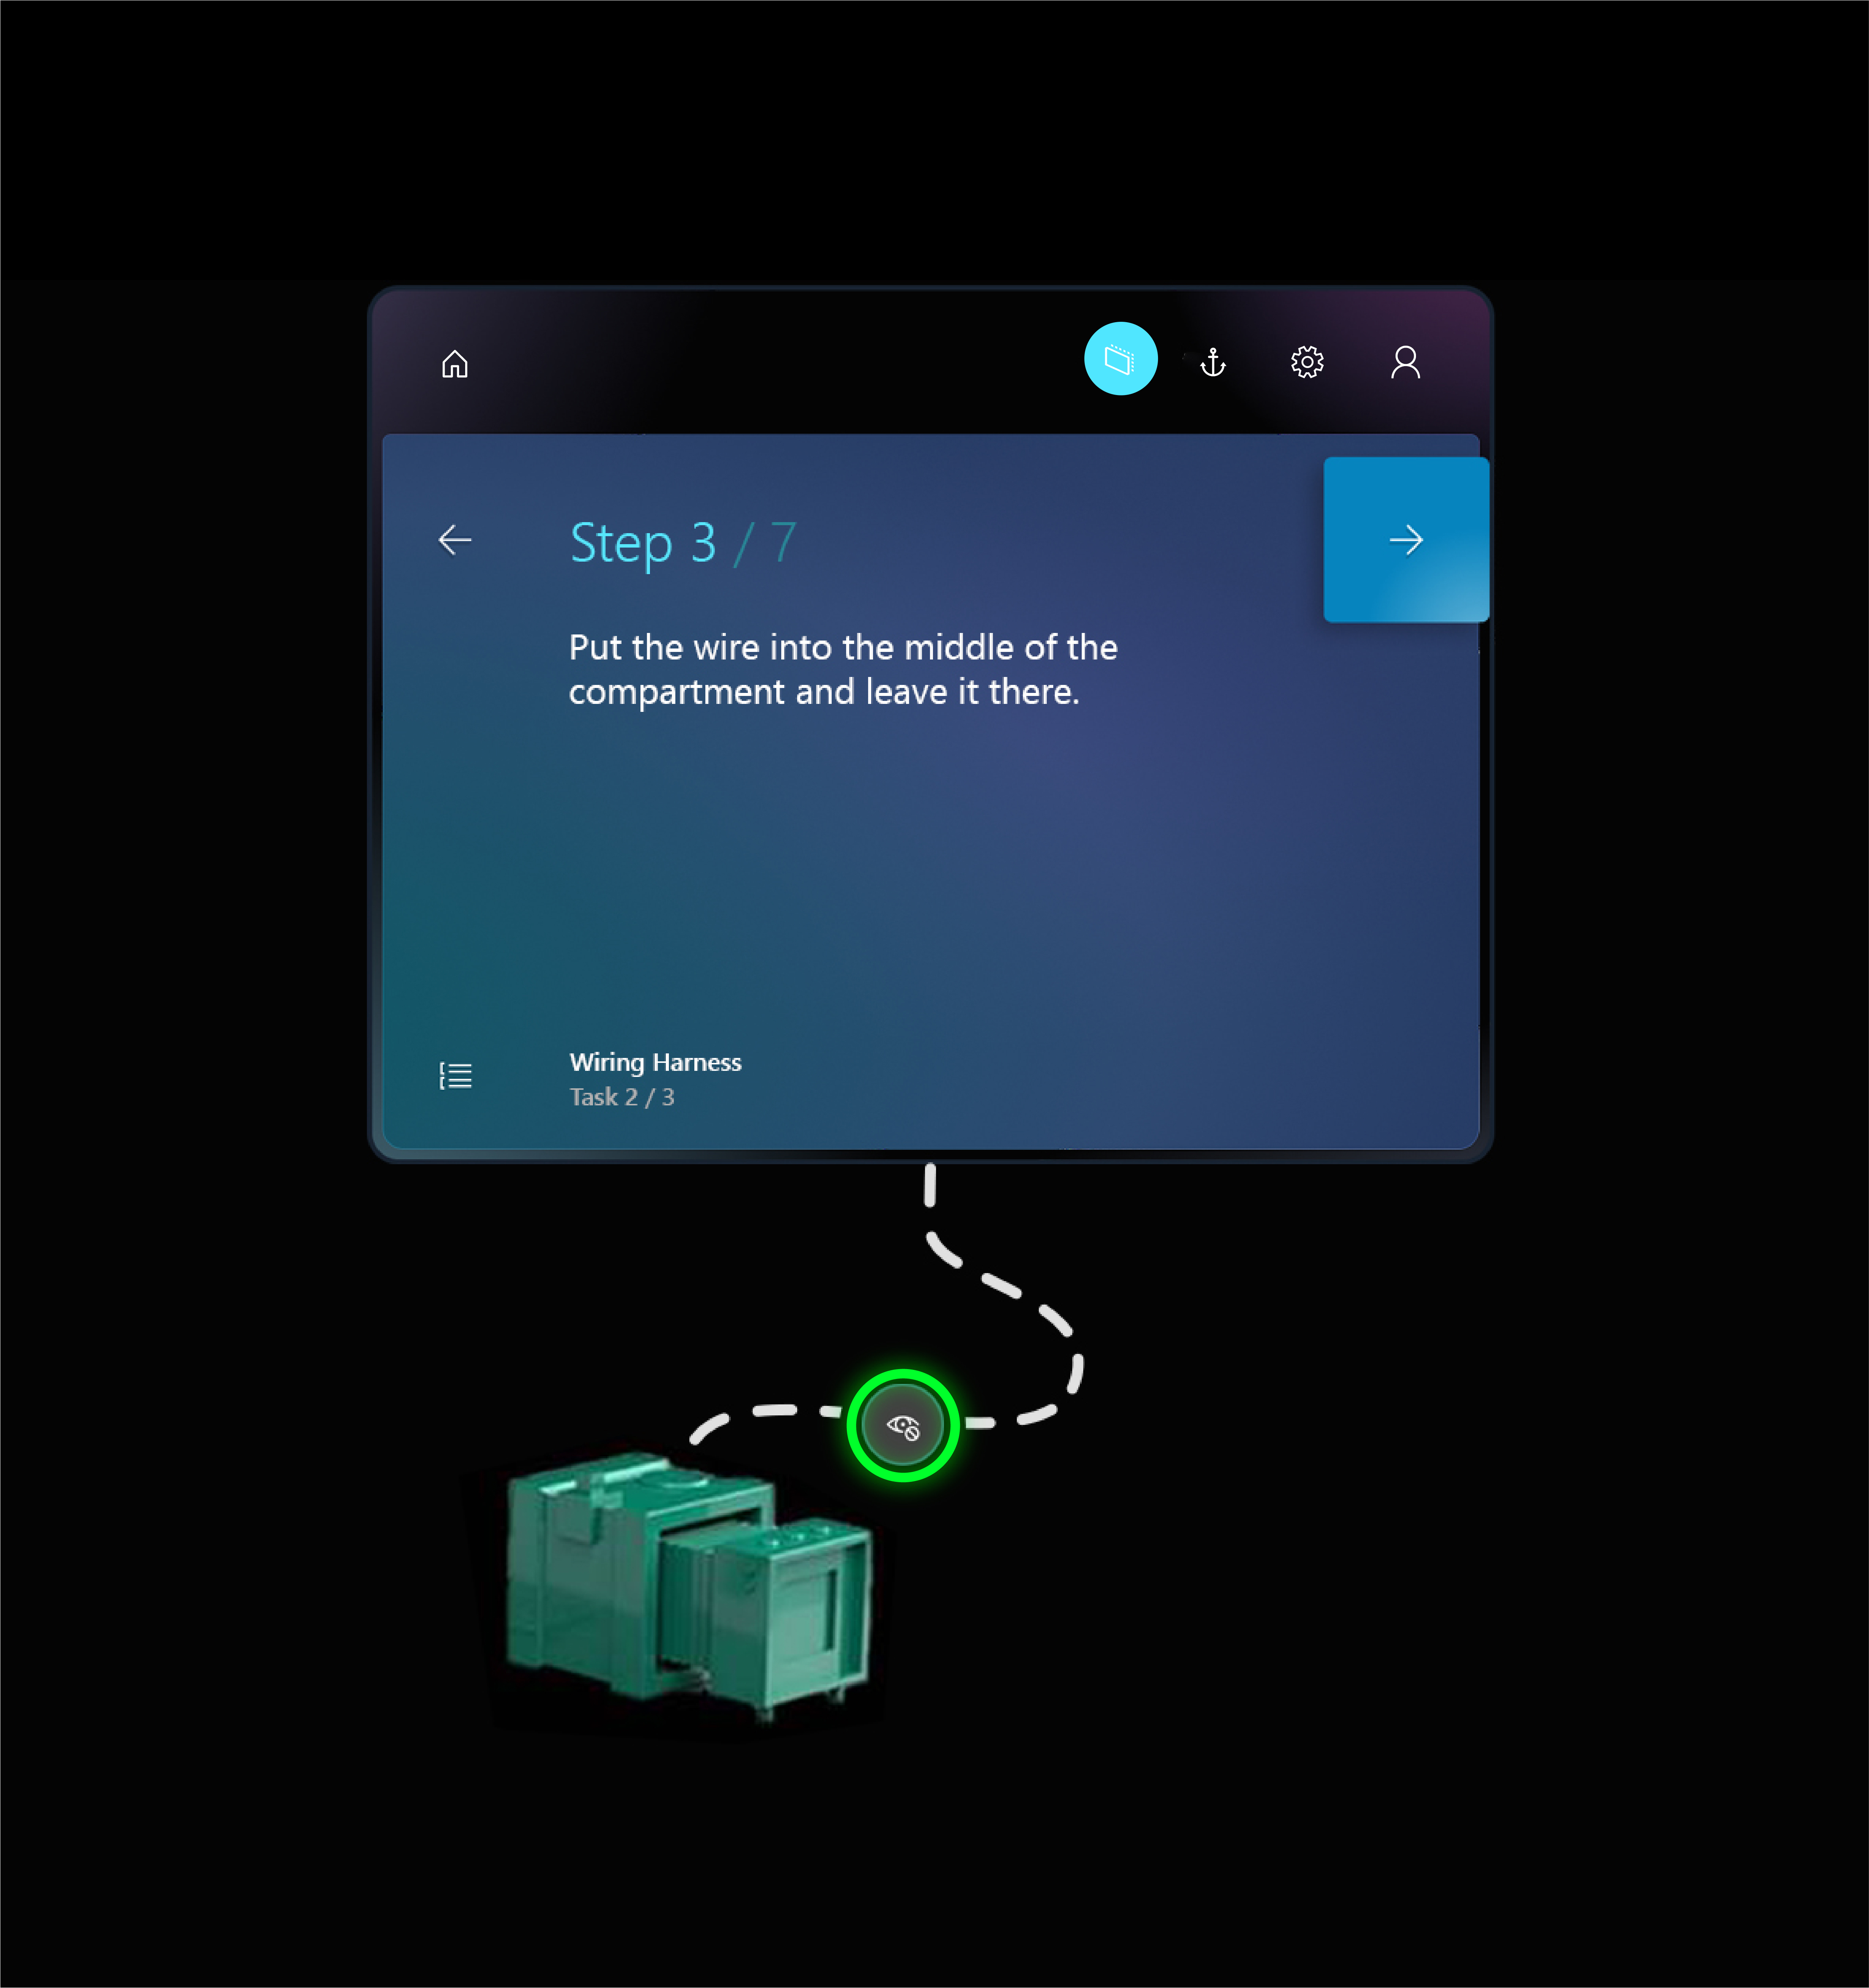 Step 3 / 7
Put the wire into the middle of the
compartment and leave it there.
Wiring Harness
Task 2 / 3